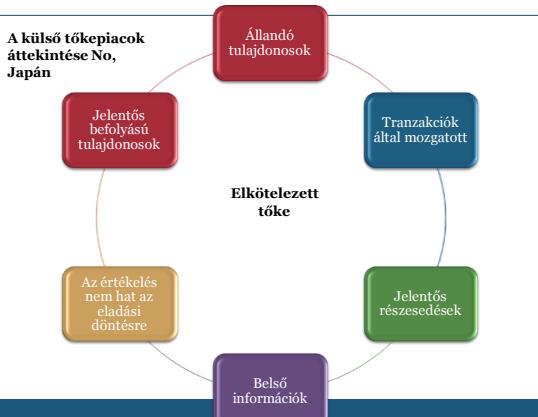 A külső tőkepiacok
áttekintése No,
Japán
Állandó
tulajdonosok
Tranzakciók
által mozgatott
Jelentős
részesedések
Belső
információk
Az értékelés
nem hat az
eladási
döntésre
Jelentős
befolyású
tulajdonosok
Elkötelezett
tőke